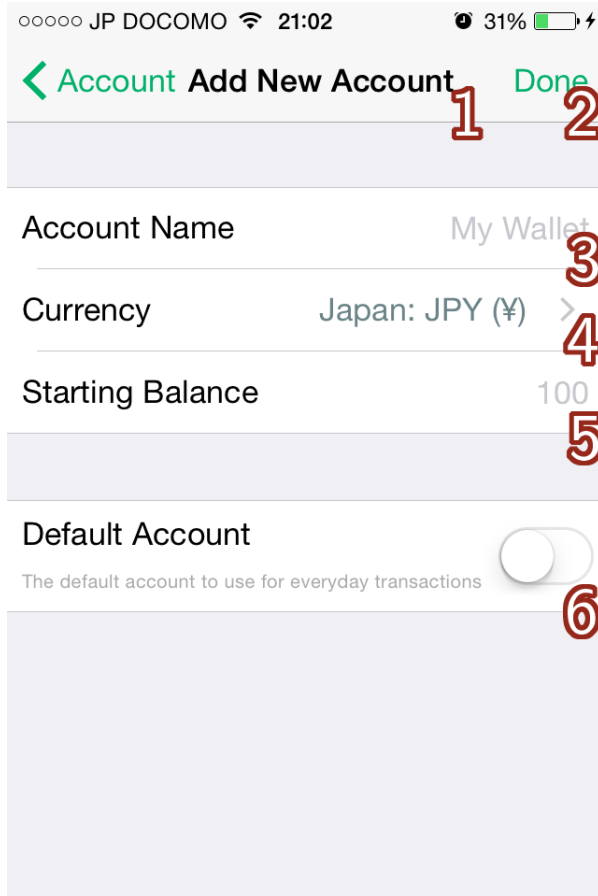 JP DOCOMO 21:02 31%
Account Add New Account Done
1 2
Account Name My Wallet
3
Currency Japan: JPY (¥)
4
Starting Balance 100
5
Default Account
The default account to use for everyday transactions
6